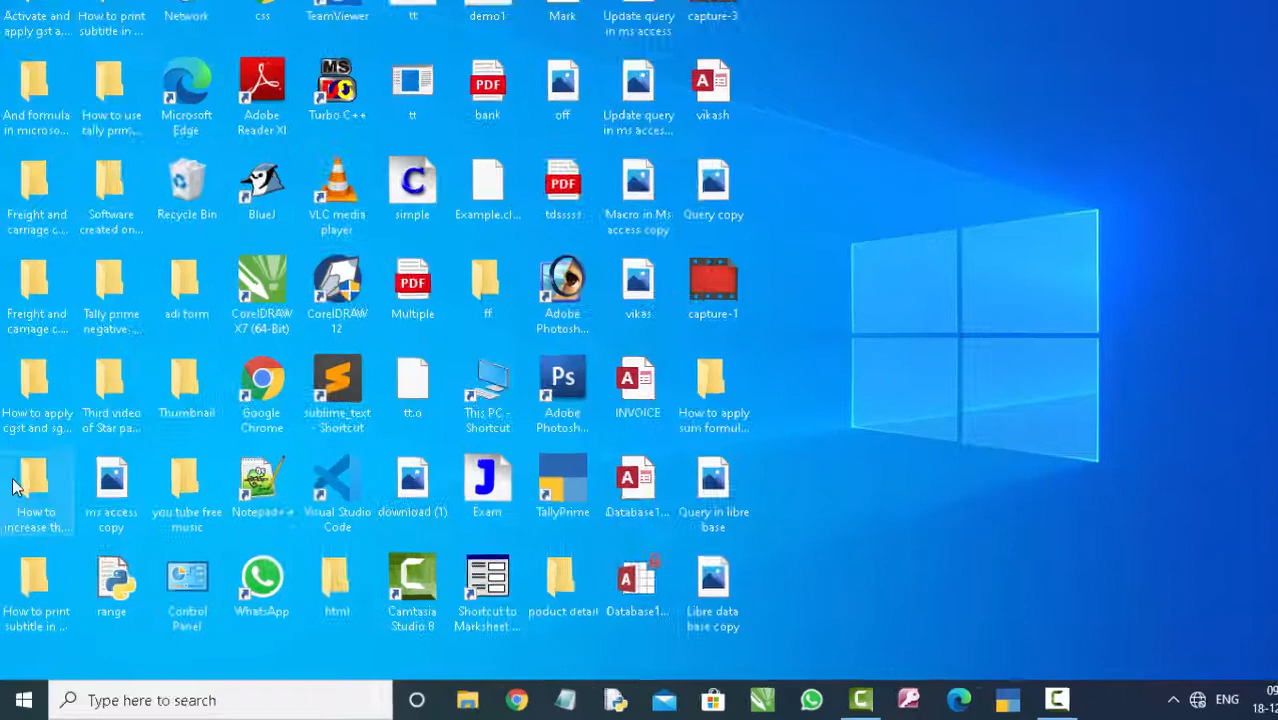 Activate and
apply gst a...
How to print
subtitle in ...
Network
css
TeamViewer
tt
demo1
Mark
Update query
in ms access
capture-3
And formula
in microso...
How to use
tally prim...
Microsoft
Edge
Adobe
Reader XI
Turbo C++
tt
bank
off
Update query
in ms acces...
vikash
Freight and
carriage c...
Software
created on...
Recycle Bin
BlueJ
VLC media
player
simple
Example.cl...
tdsssss
Macro in Ms
access copy
Query copy
Freight and
carriage c...
Tally prime
negative,...
adi form
CorelDRAW
X7 (64-Bit)
CorelDRAW
12
Multiple
ff
Adobe
Photosh...
vikas
capture-1
How to apply
cgst and sg...
Third video
of Star pa...
Thumbnail
Google
Chrome
sublime_text
- Shortcut
tt.o
This PC -
Shortcut
Adobe
Photosh...
INVOICE
How to apply
sum formul...
How to
increase th...
ms access
copy
you tube free
music
Notepad++
Visual Studio
Code
download (1)
Exam
TallyPrime
Database1...
Query in libre
base
How to print
subtitle in ...
range
Control
Panel
WhatsApp
html
Camtasia
Studio 8
Shortcut to
Marksheet ...
product detail
Database1...
Libre data
base copy
Type here to search
ENG
09
18-12